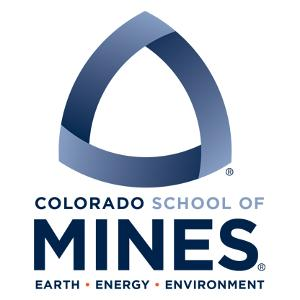 ®
COLORADO SCHOOL OF
MINES®
EARTH • ENERGY • ENVIRONMENT